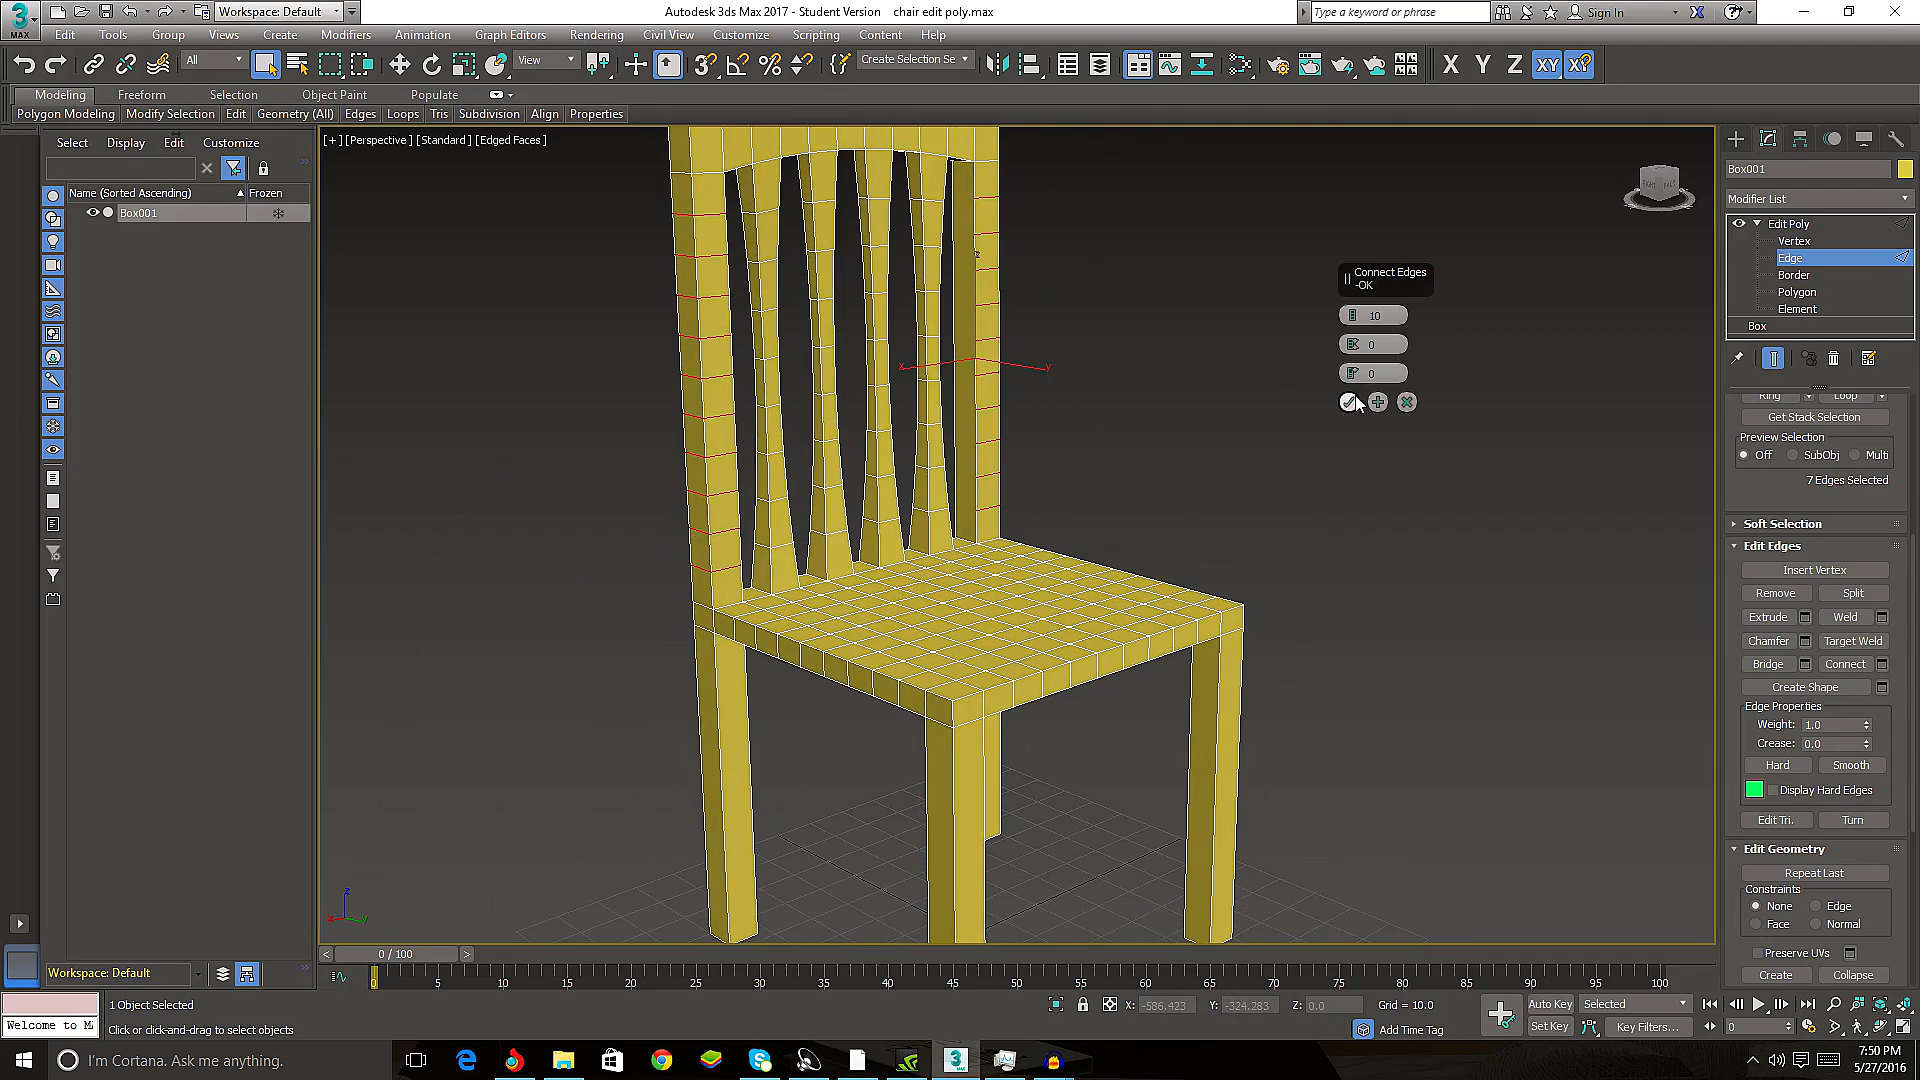 3
MAX
Workspace: Default
Autodesk 3ds Max 2017 - Student Version    chair edit poly.max
Type a keyword or phrase
Sign In
Edit Tools Group Views Create Modifiers Animation Graph Editors Rendering Civil View Customize Scripting Content Help
All
View
Create Selection Se
X Y Z XY XY
Modeling Freeform Selection Object Paint Populate
Polygon Modeling Modify Selection Edit Geometry (All) Edges Loops Tris Subdivision Align Properties
Select Display Edit Customize
Name (Sorted Ascending) Frozen
Box001
[+] [Perspective ] [Standard ] [Edged Faces ]
z
x
y
Connect Edges
-OK
10
0
0
Box001
Modifier List
Edit Poly
Vertex
Edge
Border
Polygon
Element
Box
Ring Loop
Get Stack Selection
Preview Selection
Off SubObj Multi
7 Edges Selected
Soft Selection
Edit Edges
Insert Vertex
Remove Split
Extrude Weld
Chamfer Target Weld
Bridge Connect
Create Shape
Edge Properties
Weight: 1.0
Crease: 0.0
Hard Smooth
Display Hard Edges
Edit Tri. Turn
Edit Geometry
Repeat Last
Constraints
None Edge
Face Normal
Preserve UVs
Create Collapse
z
x y
Workspace: Default
< 0 / 100 >
0 5 10 15 20 25 30 35 40 45 50 55 60 65 70 75 80 85 90 95 100
1 Object Selected
Welcome to M
Click or click-and-drag to select objects
X: -586.423 Y: -324.283 Z: 0.0 Grid = 10.0
Add Time Tag
Auto Key Selected
Set Key Key Filters...
0
I'm Cortana. Ask me anything.
3
7:50 PM
5/27/2016